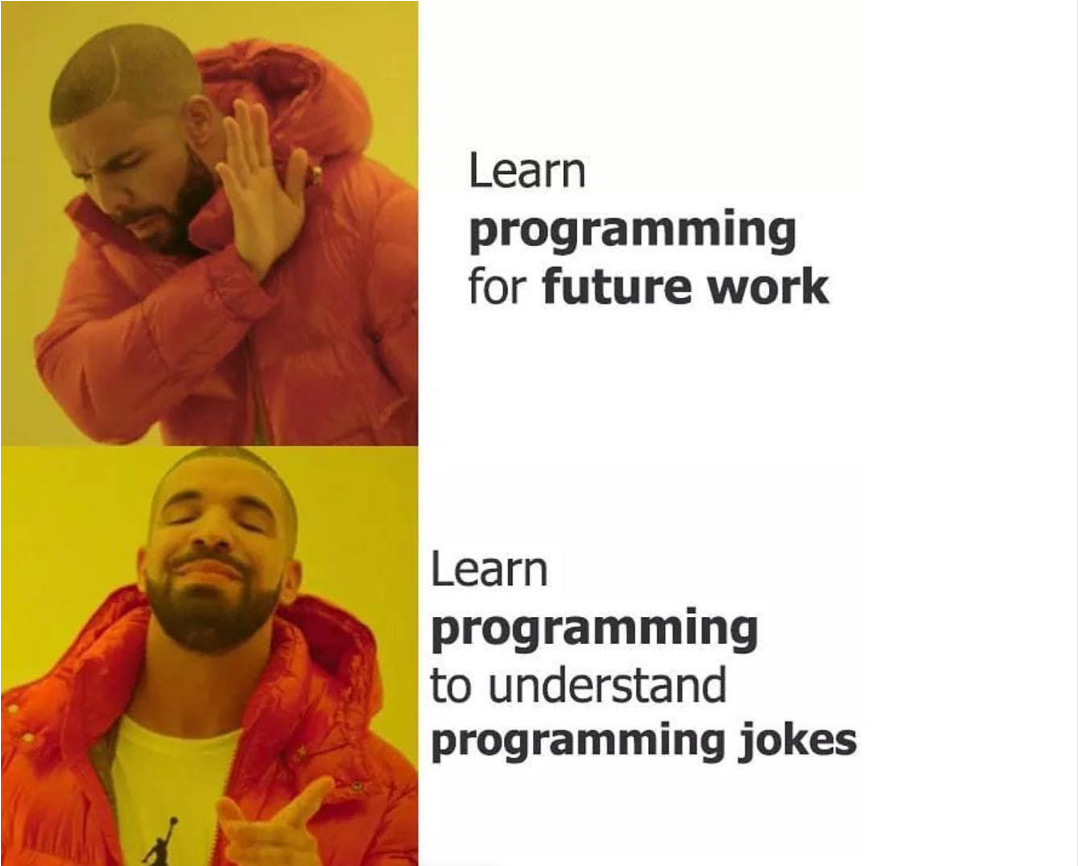 Learn
programming
for future work
Learn
programming
to understand
programming jokes